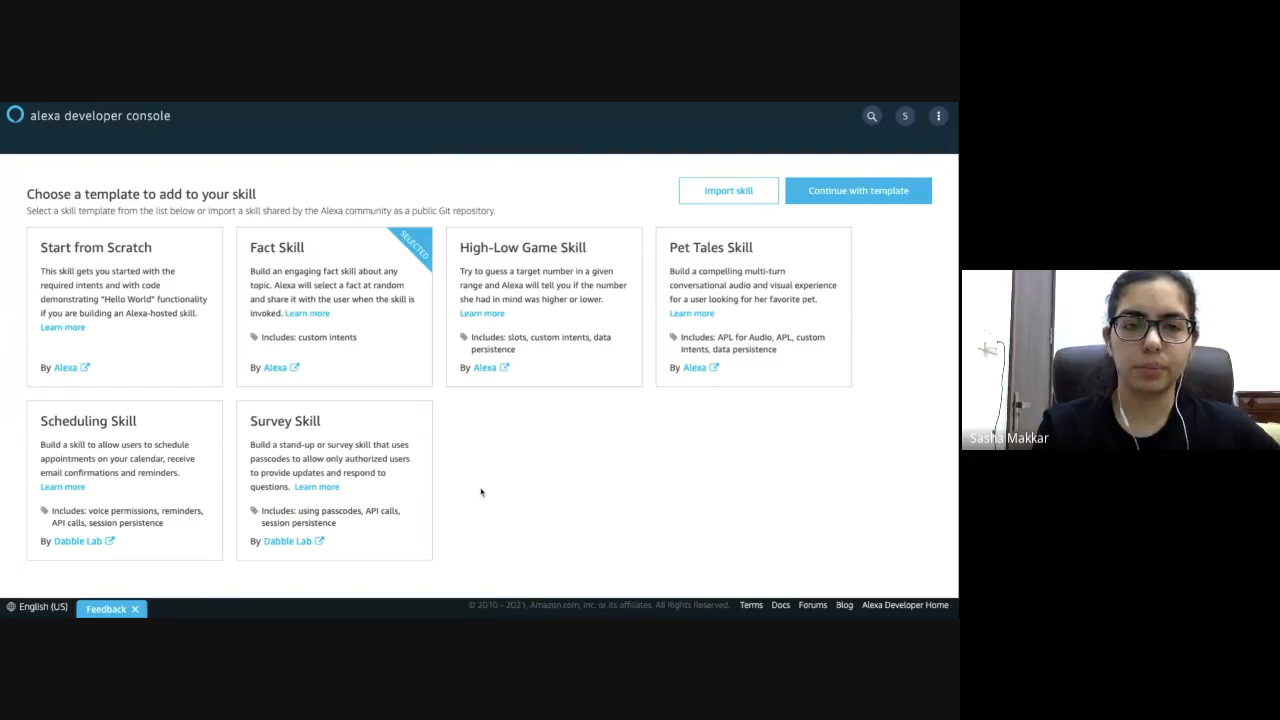 alexa developer console
S
Choose a template to add to your skill
Select a skill template from the list below or import a skill shared by the Alexa community as a public Git repository.
Import skill
Continue with template
Start from Scratch
This skill gets you started with the
required intents and with code
demonstrating "Hello World" functionality
if you are building an Alexa-hosted skill.
Learn more
By Alexa
Fact Skill
SELECTED
Build an engaging fact skill about any
topic. Alexa will select a fact at random
and share it with the user when the skill is
invoked. Learn more
Includes: custom intents
By Alexa
High-Low Game Skill
Try to guess a target number in a given
range and Alexa will tell you if the number
she had in mind was higher or lower.
Learn more
Includes: slots, custom intents, data
persistence
By Alexa
Pet Tales Skill
Build a compelling multi-turn
conversational audio and visual experience
for a user looking for her favorite pet.
Learn more
Includes: APL for Audio, APL, custom
intents, data persistence
By Alexa
Scheduling Skill
Build a skill to allow users to schedule
appointments on your calendar, receive
email confirmations and reminders.
Learn more
Includes: voice permissions, reminders,
API calls, session persistence
By Dabble Lab
Survey Skill
Build a stand-up or survey skill that uses
passcodes to allow only authorized users
to provide updates and respond to
questions. Learn more
Includes: using passcodes, API calls,
session persistence
By Dabble Lab
Sasha Makkar
English (US)
Feedback
© 2010 - 2021, Amazon.com, Inc. or its affiliates. All Rights Reserved.
Terms
Docs
Forums
Blog
Alexa Developer Home